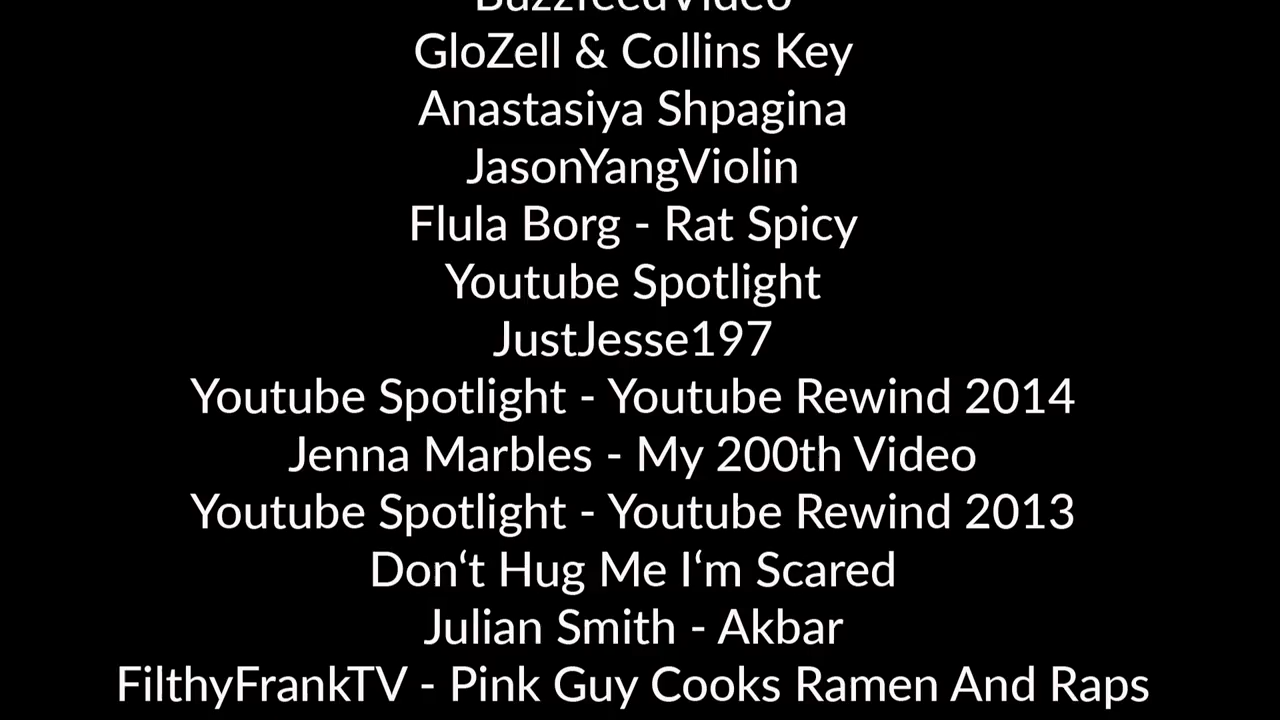 BuzzfeedVideo
GloZell & Collins Key
Anastasiya Shpagina
JasonYangViolin
Flula Borg - Rat Spicy
Youtube Spotlight
JustJesse197
Youtube Spotlight - Youtube Rewind 2014
Jenna Marbles - My 200th Video
Youtube Spotlight - Youtube Rewind 2013
Don‘t Hug Me I‘m Scared
Julian Smith - Akbar
FilthyFrankTV - Pink Guy Cooks Ramen And Raps